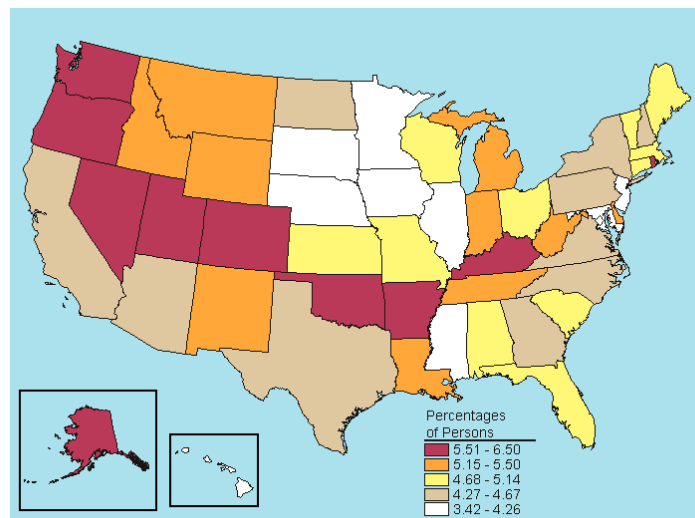 Percentages
of Persons
5.51 - 6.50
5.15 - 5.50
4.68 - 5.14
4.27 - 4.67
3.42 - 4.26